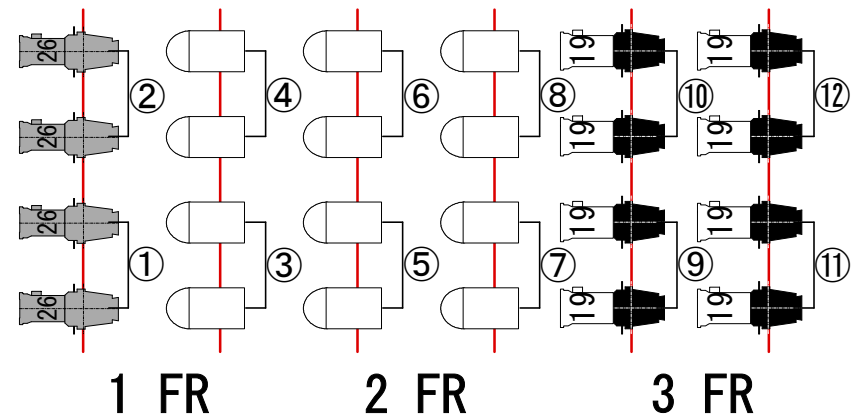 26 26 26 26
② ① ④ ③ ⑥ ⑤ ⑧ ⑦
19 19 19 19
⑩ ⑨
19 19 19 19
⑫ ⑪
1 FR
2 FR
3 FR